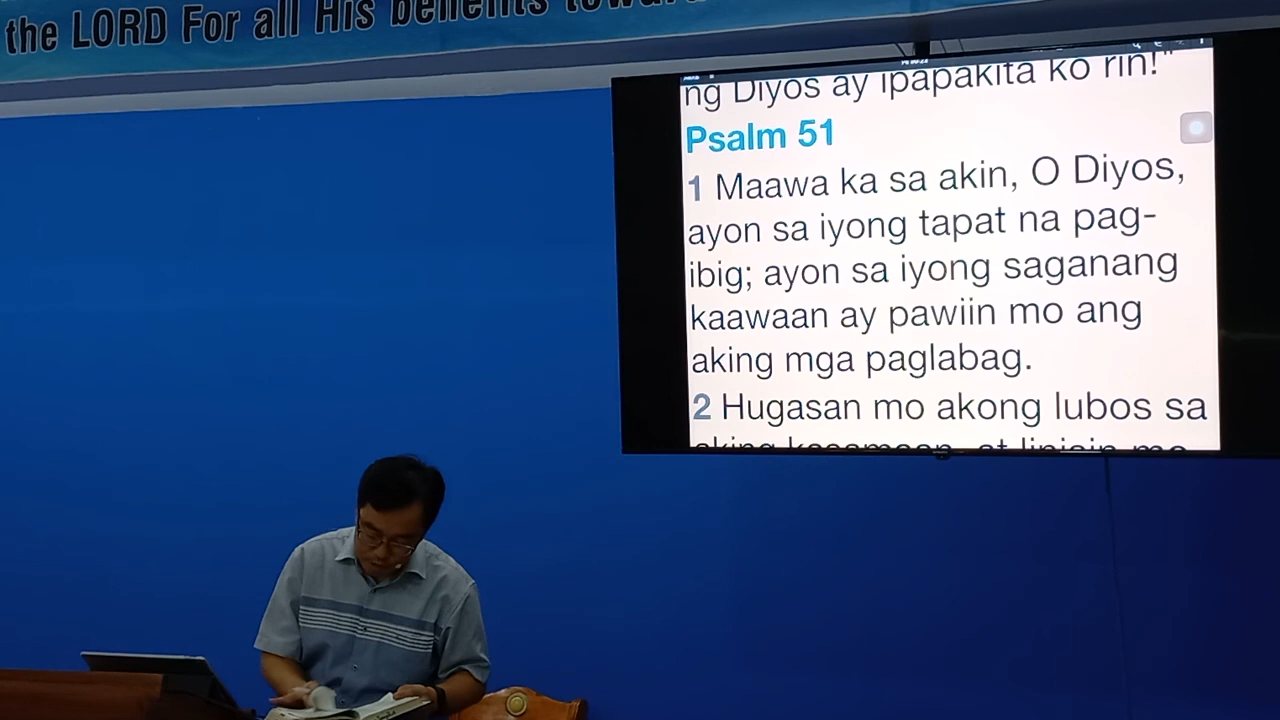 the LORD For all His benefits
ng Diyos ay ipapakita ko rin!"
Psalm 51
1 Maawa ka sa akin, O Diyos,
ayon sa iyong tapat na pag-
ibig; ayon sa iyong saganang
kaawaan ay pawiin mo ang
aking mga paglabag.
2 Hugasan mo akong lubos sa